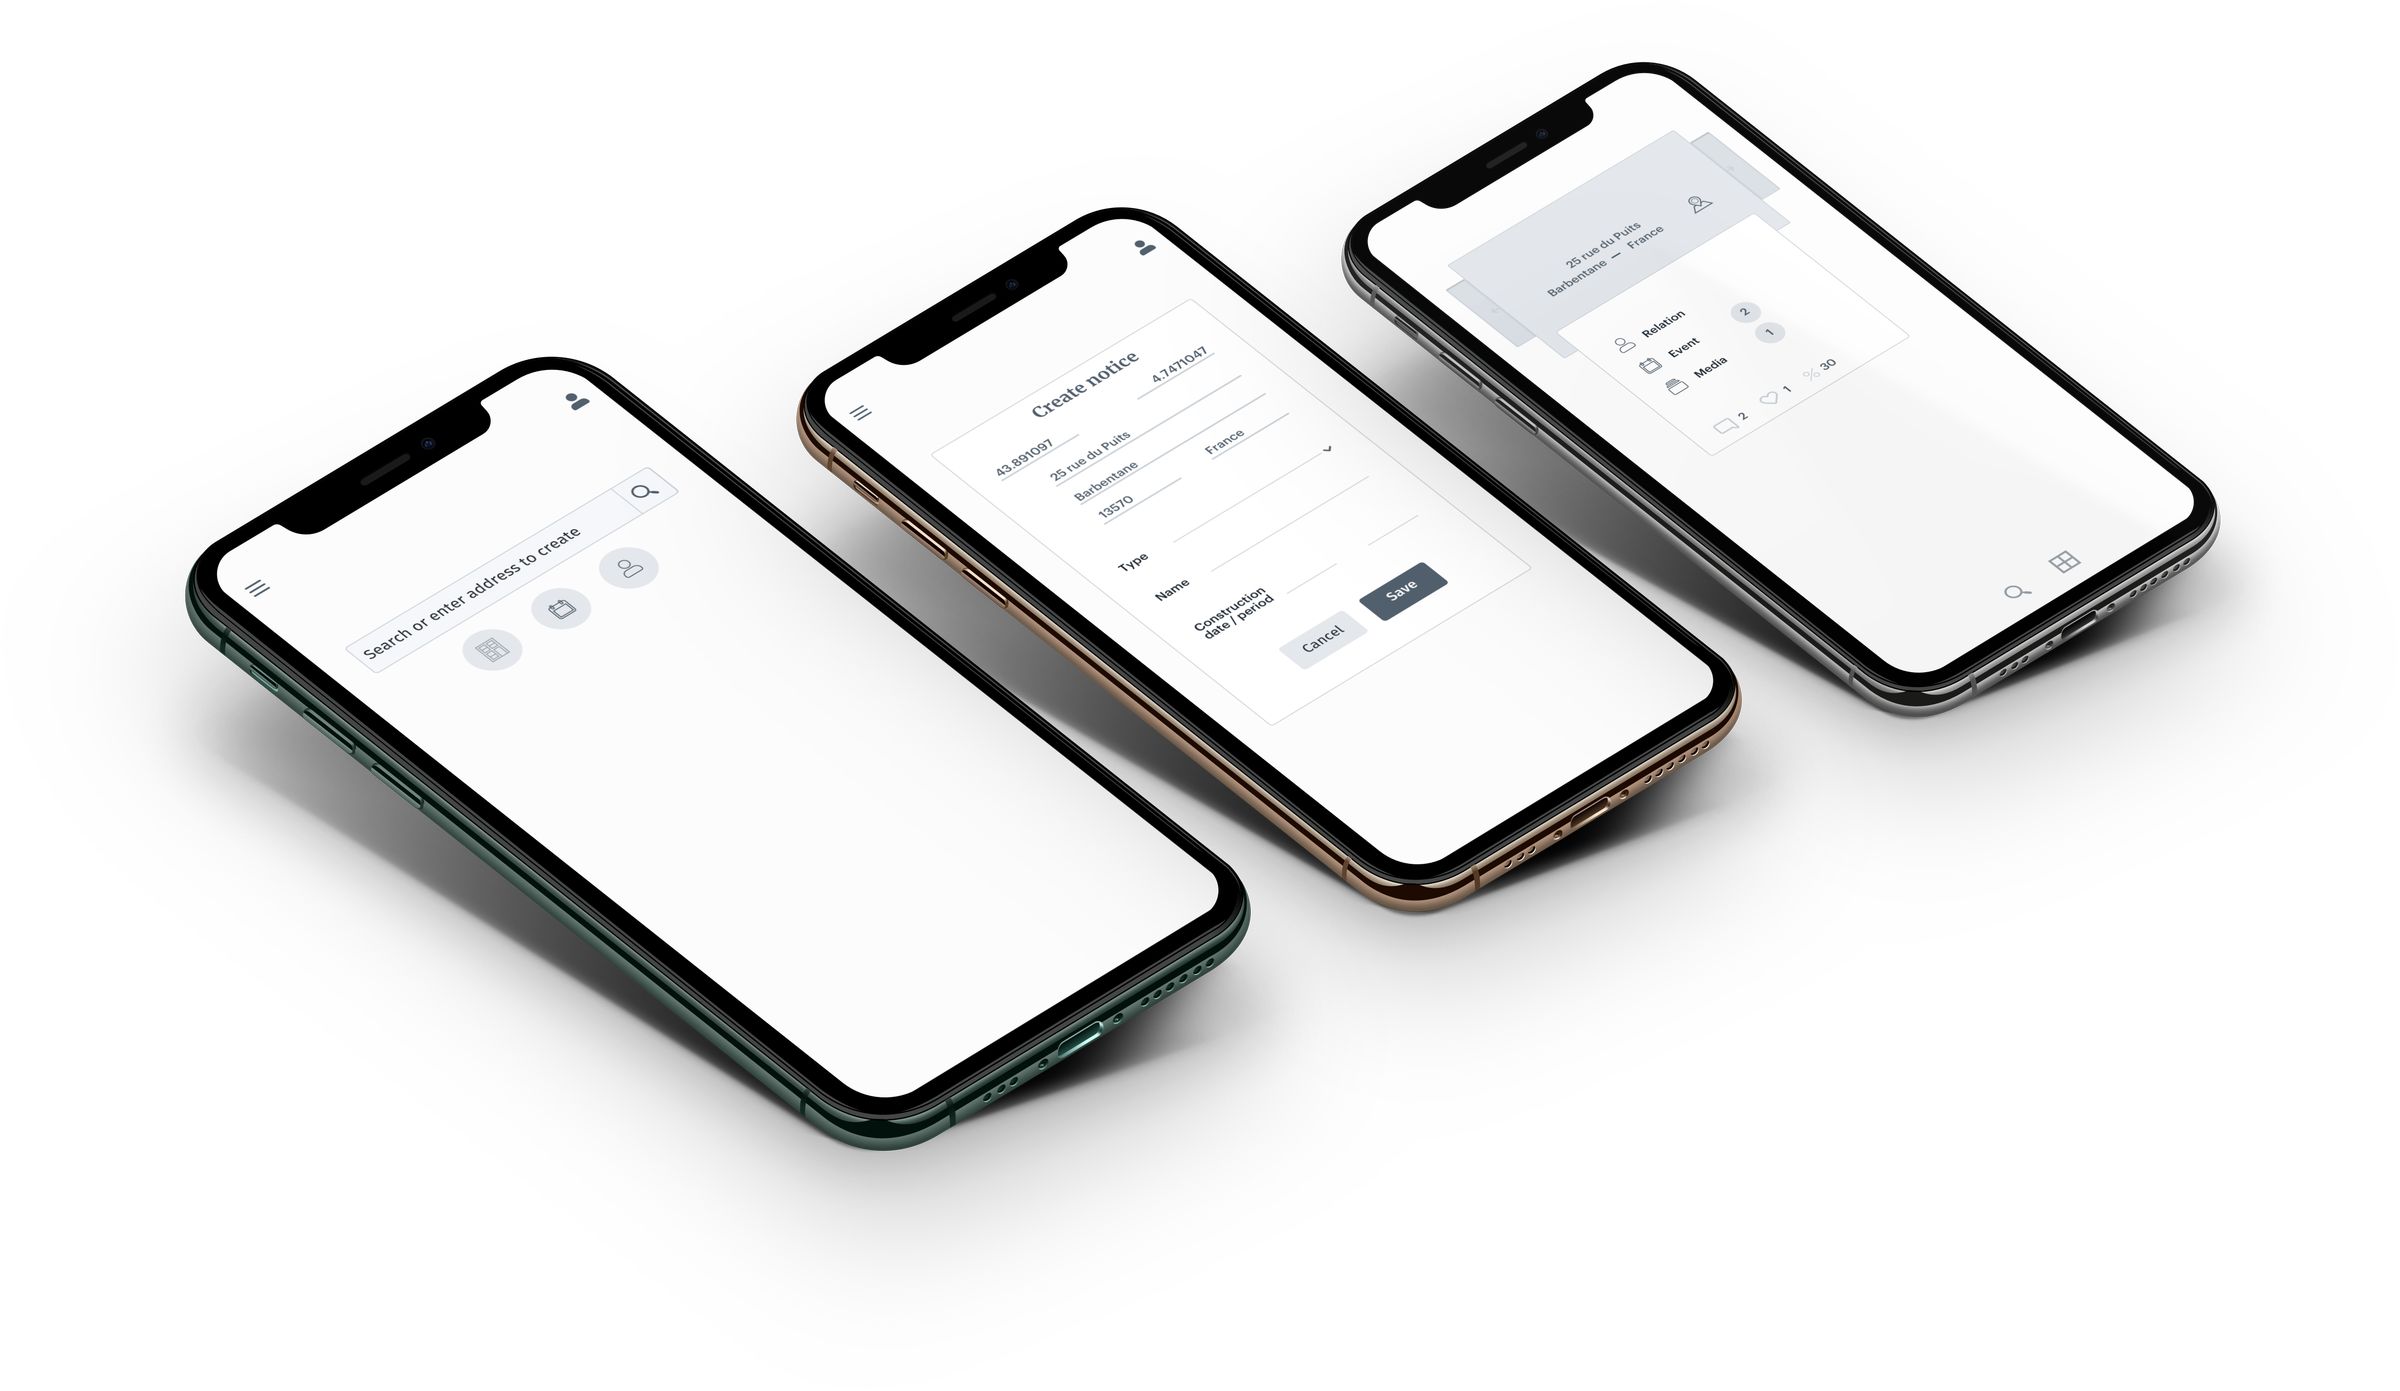 Search or enter address to create
Create notice
43.891097
4.7471047
25 rue du Puits
Barbentane
France
13570
Type
Name
Construction
date / period
Cancel
Save
25 rue du Puits
Barbentane — France
Relation 2
Event 1
Media
2 1 % 30